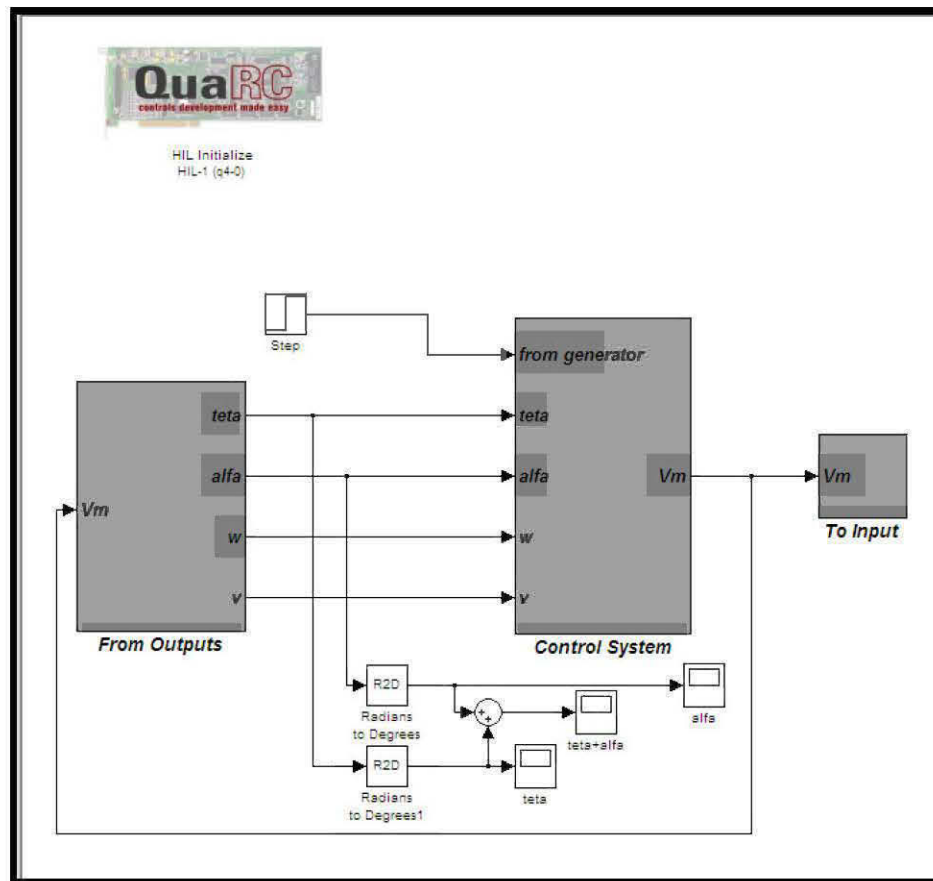 QuaRC
controls development made easy
HIL Initialize
HIL-1 (q4-0)
Step
from generator
teta
alfa
w
v
Vm
Control System
Vm
teta
alfa
w
v
From Outputs
Vm
To Input
R2D
Radians
to Degrees
R2D
Radians
to Degrees1
+
+
teta+alfa
alfa
teta